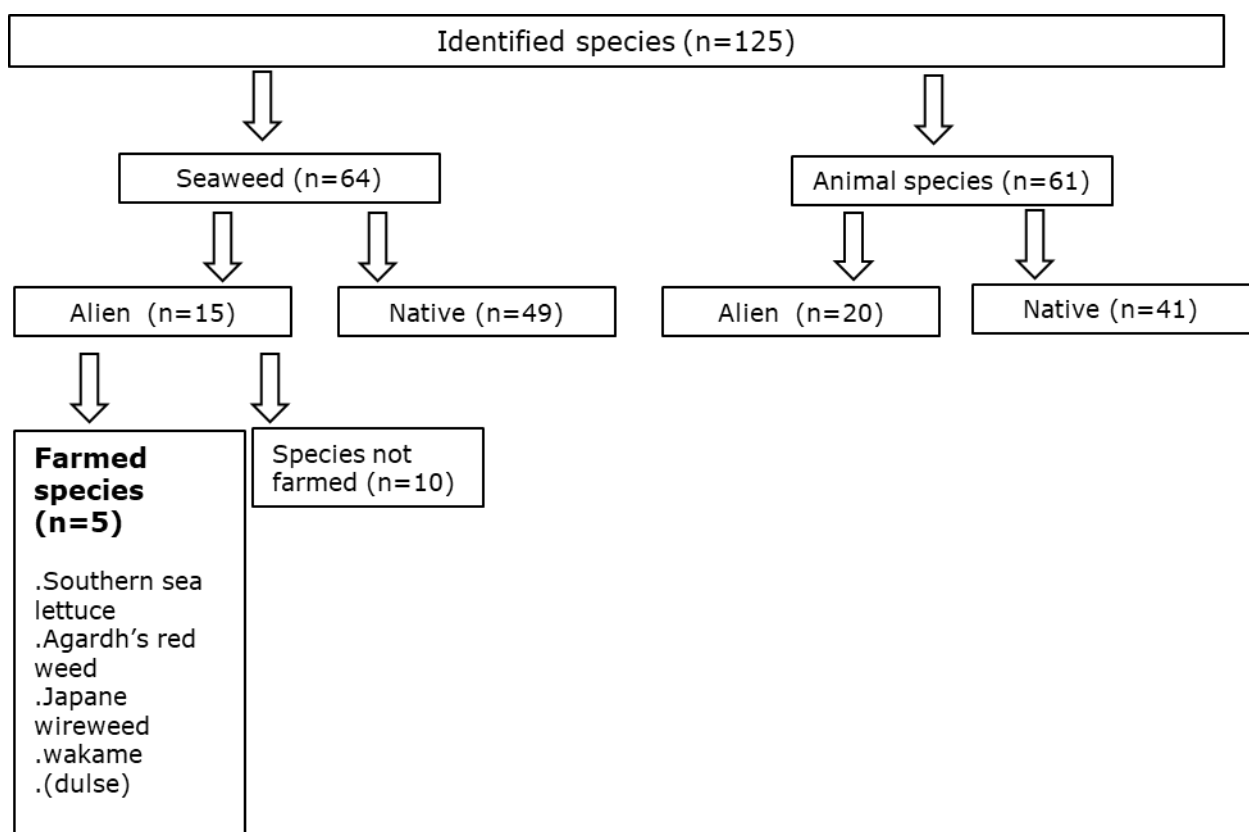 Identified species (n=125)
Seaweed (n=64)
Animal species (n=61)
Alien (n=15)
Native (n=49)
Alien (n=20)
Native (n=41)
Farmed
species
(n=5)
.Southern sea
lettuce
.Agardh's red
weed
.Japane
wireweed
.wakame
.(dulse)
Species not
farmed (n=10)